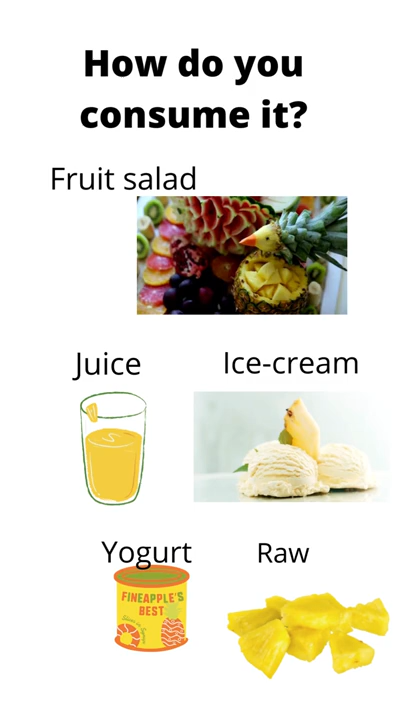 How do you
consume it?
Fruit salad
Juice
Ice-cream
Yogurt
Raw
FINEAPPLE'S
BEST